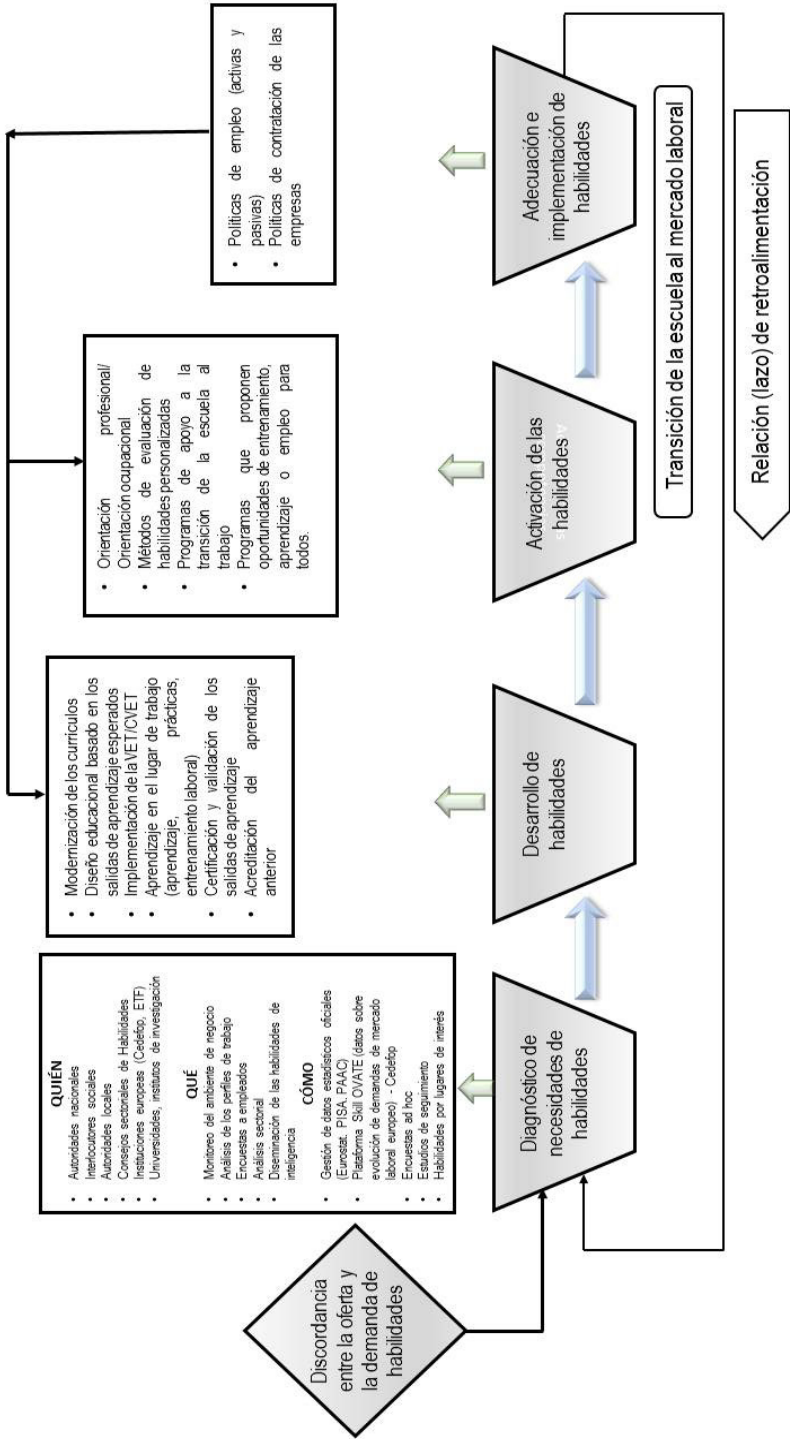 Discordancia
entre la oferta y
la demanda de
habilidades
QUIÉN
• Autoridades nacionales
• Interlocutores sociales
• Autoridades locales
• Consejos sectoriales de Habilidades
• Instituciones europeas (Cedefop, ETF)
• Universidades, institutos de investigación
QUÉ
• Monitoreo del ambiente de negocio
• Análisis de los perfiles de trabajo
• Encuestas a empleados
• Análisis sectorial
• Diseminación de las habilidades de
inteligencia
CÓMO
• Gestión de datos estadísticos oficiales
(Eurostat. PISA, PAAC)
• Plataforma Skill OVATE (datos sobre
evolución de demandas de mercado
laboral europeo) - Cedefop
• Encuestas ad hoc
• Estudios de seguimiento
• Habilidades por lugares de interés
Diagnóstico de
necesidades de
habilidades
• Modernización de los currículos
• Diseño educacional basado en los
salidas de aprendizaje esperados
• Implementación de la VET/CVET
• Aprendizaje en el lugar de trabajo
(aprendizaje, prácticas,
entrenamiento laboral)
• Certificación y validación de los
salidas de aprendizaje
• Acreditación del aprendizaje
anterior
Desarrollo de
habilidades
• Orientación profesional/
Orientación ocupacional
• Métodos de evaluación de
habilidades personalizadas
• Programas de apoyo a la
transición de la escuela al
trabajo
• Programas que proponen
oportunidades de entrenamiento,
aprendizaje o empleo para
todos.
Activación de las
habilidades
• Políticas de empleo (activas y
pasivas)
• Políticas de contratación de las
empresas
Adecuación e
implementación de
habilidades
Transición de la escuela al mercado laboral
Relación (lazo) de retroalimentación